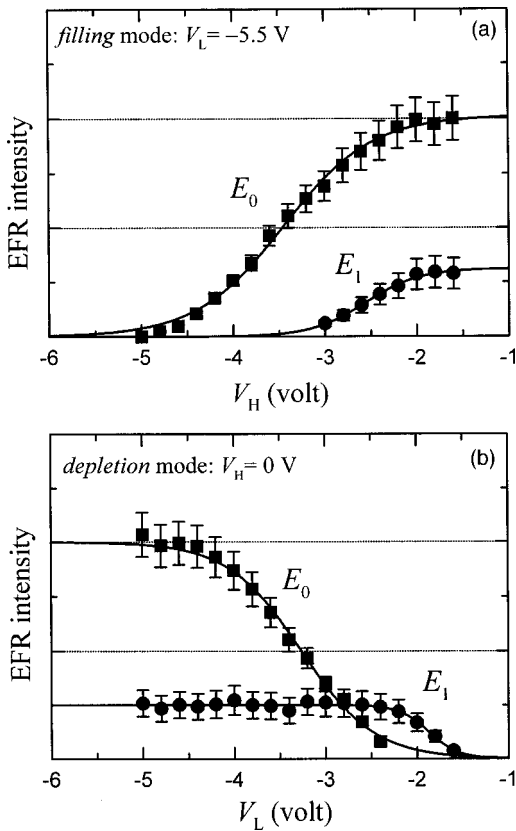 filling mode: V_L = −5.5 V
(a)
EFR intensity
E_0
E_1
-6 -5 -4 -3 -2 -1
V_H (volt)
depletion mode: V_H = 0 V
(b)
EFR intensity
E_0
E_1
-6 -5 -4 -3 -2 -1
V_L (volt)